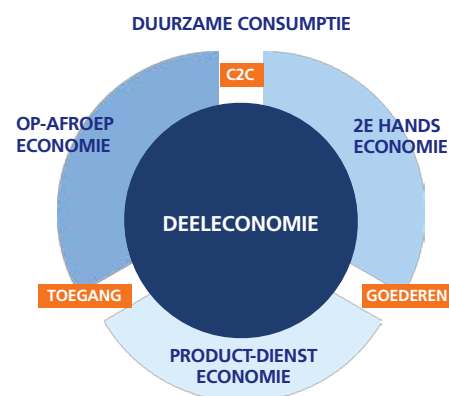 DUURZAME CONSUMPTIE
C2C
OP-AFROEP
ECONOMIE
2E HANDS
ECONOMIE
DEELECONOMIE
TOEGANG
GOEDEREN
PRODUCT-DIENST
ECONOMIE